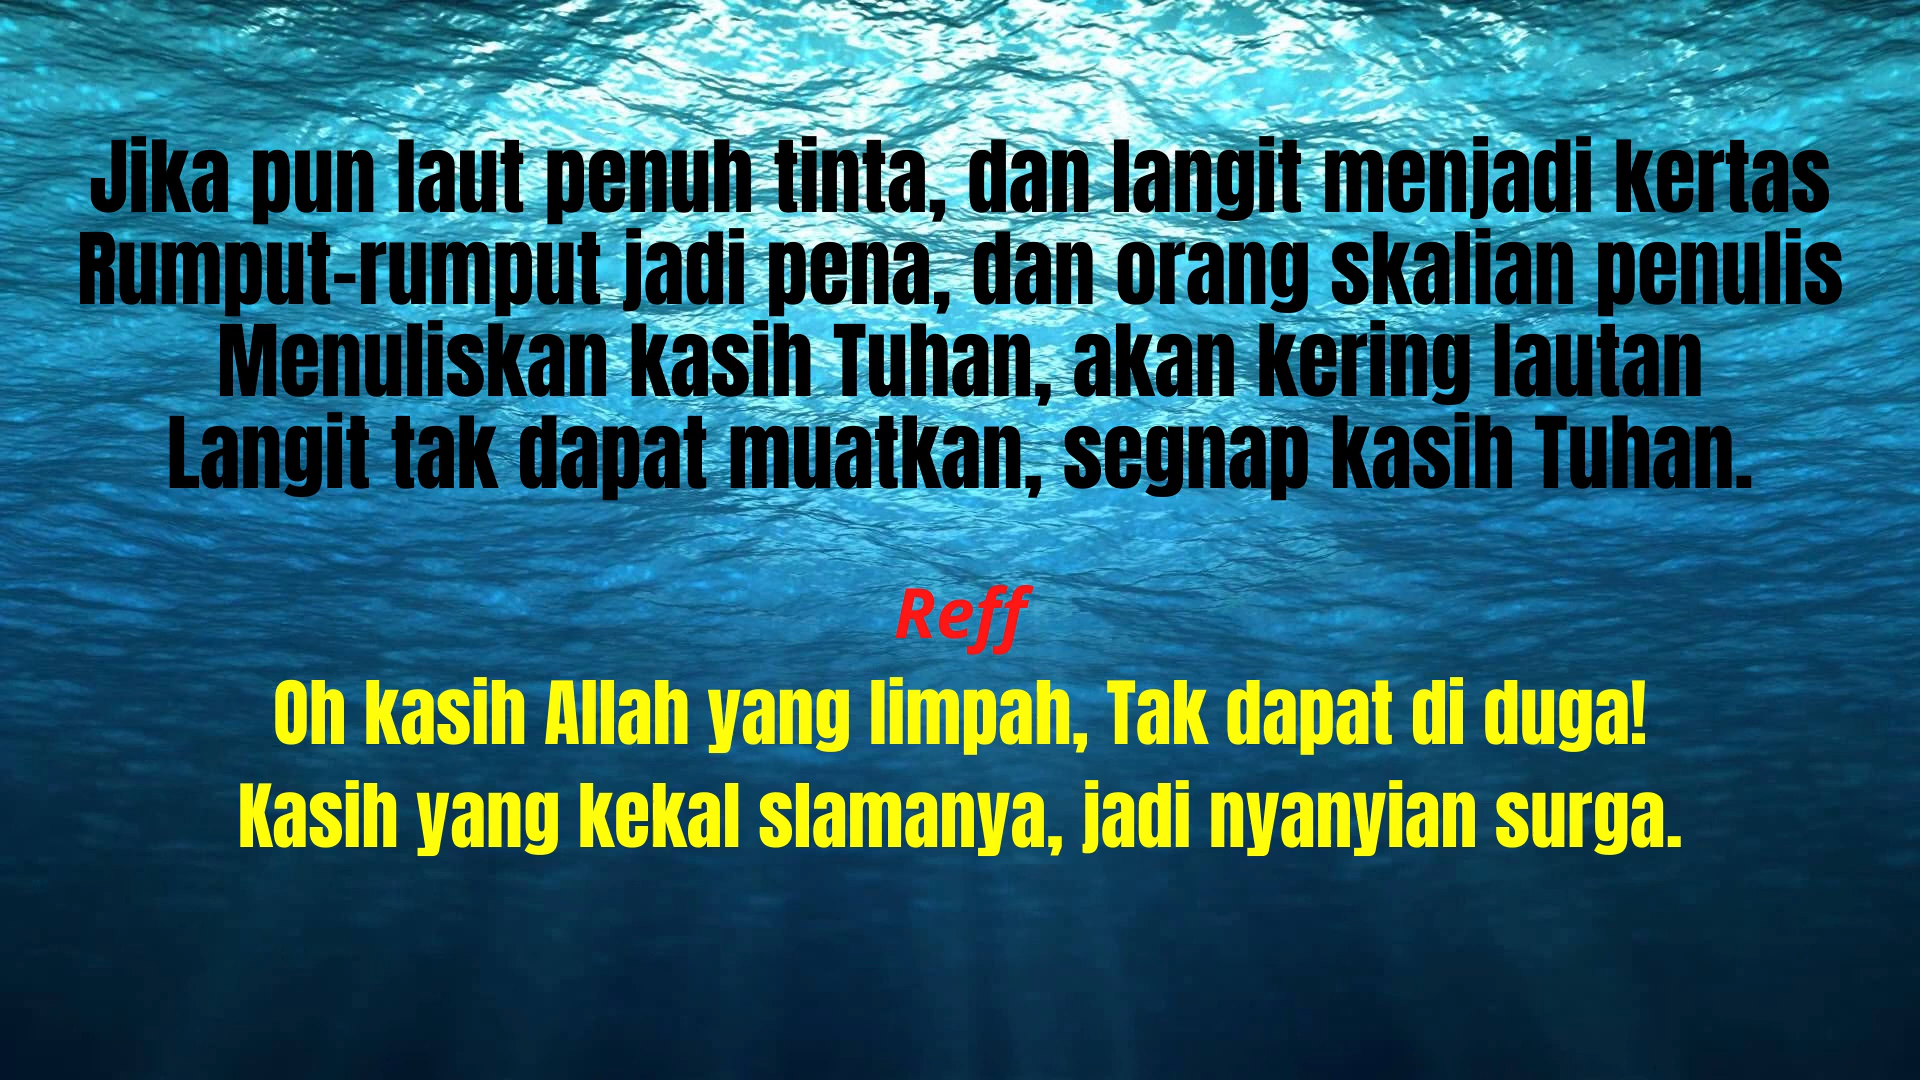 Jika pun laut penuh tinta, dan langit menjadi kertas
Rumput-rumput jadi pena, dan orang skalian penulis
Menuliskan kasih Tuhan, akan kering lautan
Langit tak dapat muatkan, segnap kasih Tuhan.
Reff
Oh kasih Allah yang limpah, Tak dapat di duga!
Kasih yang kekal slamanya, jadi nyanyian surga.